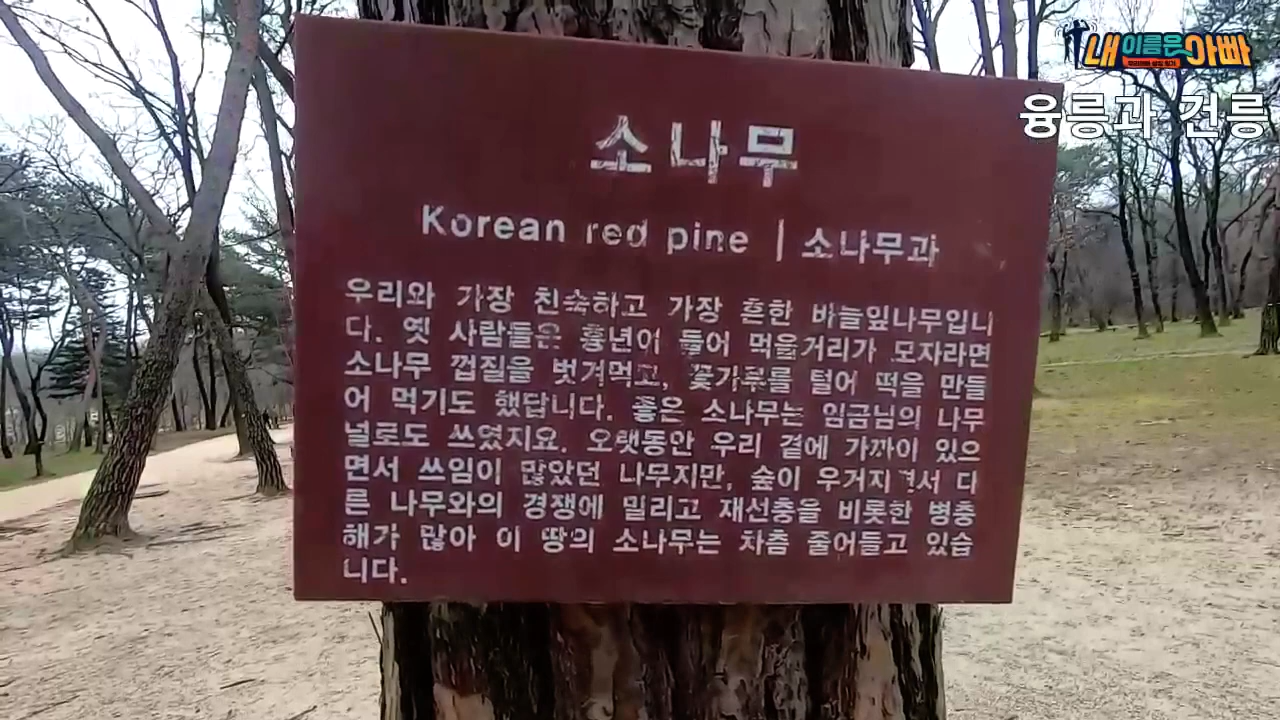 내 이름은 아빠
융릉과 건릉
소나무
Korean red pine | 소나무과
우리와 가장 친숙하고 가장 흔한 바늘잎나무입니
다. 옛 사람들은 흉년이 들어 먹을거리가 모자라면
소나무 껍질을 벗겨먹고, 꽃가루를 털어 떡을 만들
어 먹기도 했답니다. 좋은 소나무는 임금님의 나무
널로도 쓰였지요. 오랫동안 우리 곁에 가까이 있으
면서 쓰임이 많았던 나무지만, 숲이 우거지면서 다
른 나무와의 경쟁에 밀리고 재선충을 비롯한 병충
해가 많아 이 땅의 소나무는 차츰 줄어들고 있습
니다.